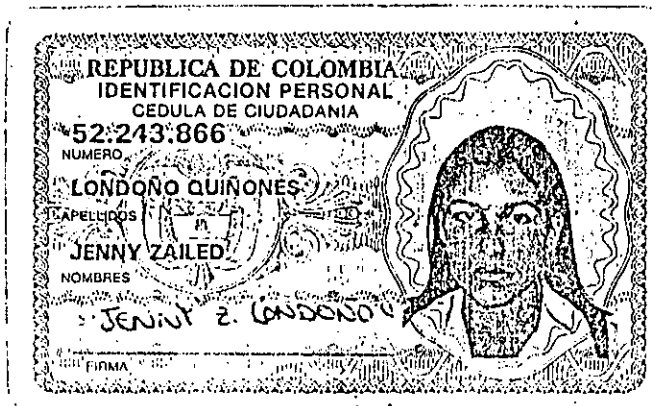 REPUBLICA DE COLOMBIA
IDENTIFICACION PERSONAL
CEDULA DE CIUDADANIA
52.243.866
NUMERO
LONDOÑO QUIÑONES
APELLIDOS
JENNY ZAILED
NOMBRES
JENNY Z. LONDOÑO
FIRMA